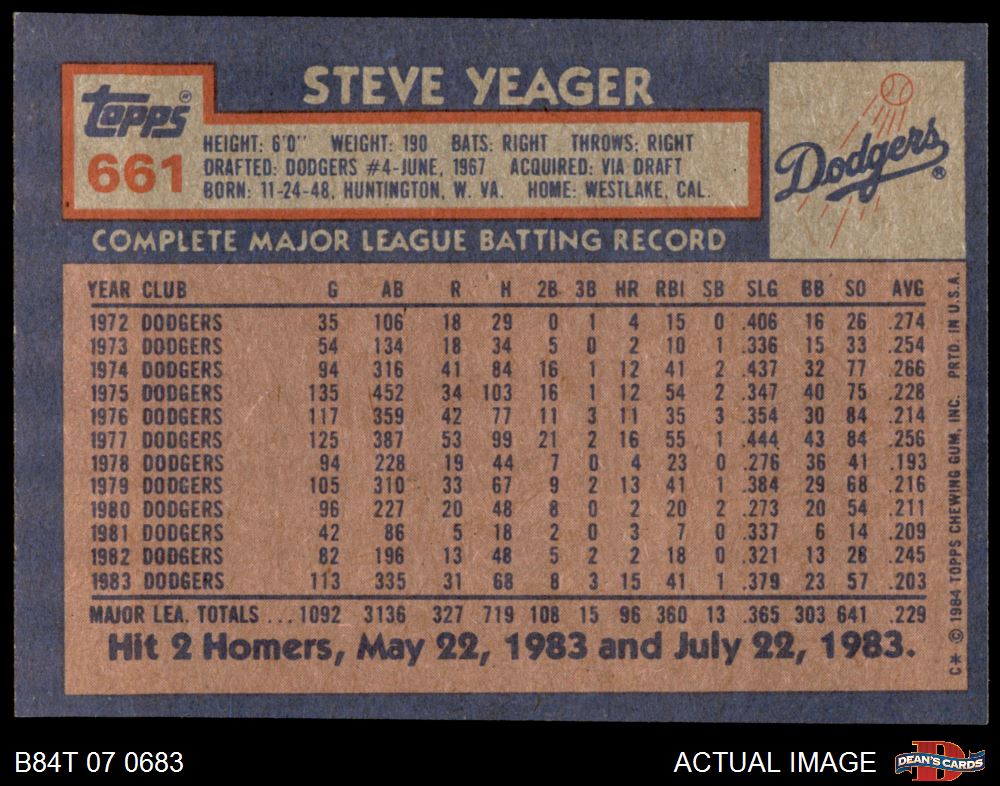 STEVE YEAGER
Topps®
661
HEIGHT: 6'0" WEIGHT: 190 BATS: RIGHT THROWS: RIGHT
DRAFTED: DODGERS #4-JUNE, 1967 ACQUIRED: VIA DRAFT
BORN: 11-24-48, HUNTINGTON, W. VA. HOME: WESTLAKE, CAL.
Dodgers®
COMPLETE MAJOR LEAGUE BATTING RECORD
YEAR CLUB G AB R H 2B 3B HR RBI SB SLG BB SO AVG
1972 DODGERS 35 106 18 29 0 1 4 15 0 .406 16 26 .274
1973 DODGERS 54 134 18 34 5 0 2 10 1 .336 15 33 .254
1974 DODGERS 94 316 41 84 16 1 12 41 2 .437 32 77 .266
1975 DODGERS 135 452 34 103 16 1 12 54 2 .347 40 75 .228
1976 DODGERS 117 359 42 77 11 3 11 35 3 .354 30 84 .214
1977 DODGERS 125 387 53 99 21 2 16 55 1 .444 43 84 .256
1978 DODGERS 94 228 19 44 7 0 4 23 0 .276 36 41 .193
1979 DODGERS 105 310 33 67 9 2 13 41 1 .384 29 68 .216
1980 DODGERS 96 227 20 48 8 0 2 20 2 .273 20 54 .211
1981 DODGERS 42 86 5 18 2 0 3 7 0 .337 6 14 .209
1982 DODGERS 82 196 13 48 5 2 2 18 0 .321 13 28 .245
1983 DODGERS 113 335 31 68 8 3 15 41 1 .379 23 57 .203
MAJOR LEA. TOTALS ... 1092 3136 327 719 108 15 96 360 13 .365 303 641 .229
Hit 2 Homers, May 22, 1983 and July 22, 1983.
C* © 1984 TOPPS CHEWING GUM, INC. PRTD. IN U.S.A.
B84T 07 0683
ACTUAL IMAGE
D
DEAN'S CARDS